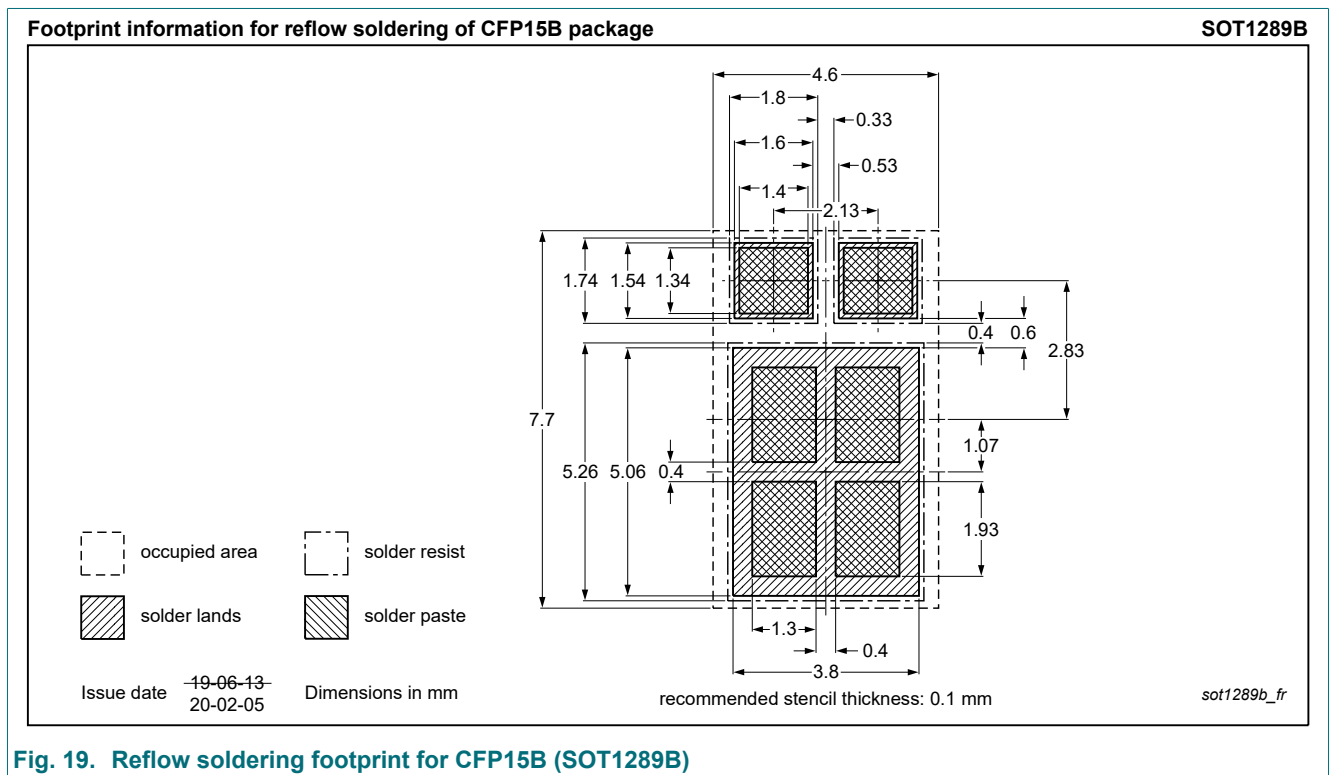 Footprint information for reflow soldering of CFP15B package SOT1289B
4.6
1.8
0.33
1.6
0.53
1.4
2.13
1.74 1.54 1.34
0.4 0.6
2.83
7.7
1.07
5.26 5.06 0.4
1.93
occupied area solder resist
solder lands solder paste
1.3
0.4
3.8
Issue date 19-06-13
20-02-05
Dimensions in mm
recommended stencil thickness: 0.1 mm
sot1289b_fr
Fig. 19. Reflow soldering footprint for CFP15B (SOT1289B)